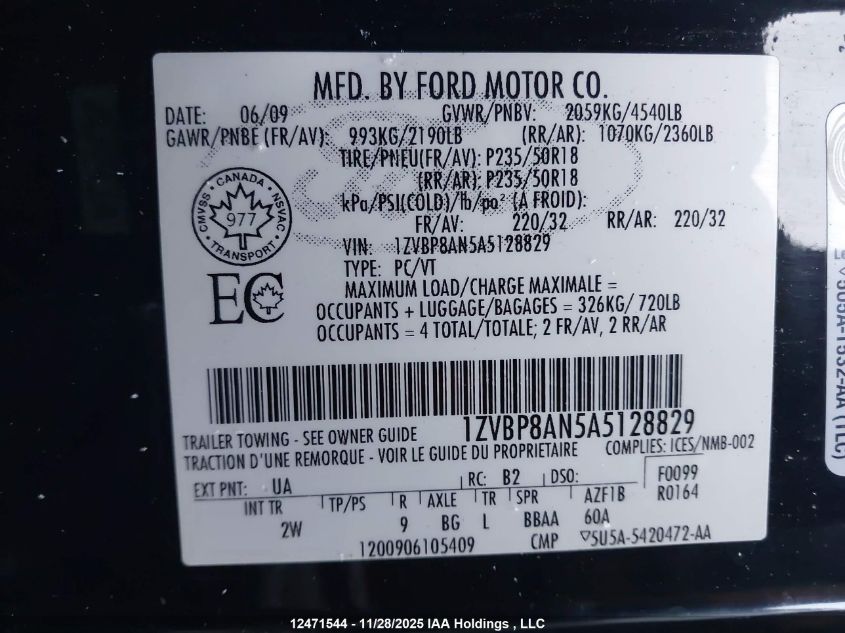 MFD. BY FORD MOTOR CO.
DATE: 06/09 GVWR/PNBV: 2059KG/4540LB
GAWR/PNBE (FR/AV): 993KG/2190LB (RR/AR): 1070KG/2360LB
TIRE/PNEU(FR/AV): P235/50R18
(RR/AR): P235/50R18
kPa/PSI(COLD)/lb/po² (A FROID):
FR/AV: 220/32 RR/AR: 220/32
VIN: 1ZVBP8AN5A5128829
TYPE: PC/VT
MAXIMUM LOAD/CHARGE MAXIMALE =
OCCUPANTS + LUGGAGE/BAGAGES = 326KG/ 720LB
OCCUPANTS = 4 TOTAL/TOTALE; 2 FR/AV, 2 RR/AR
CANADA
CMVSS NSVAC
977
TRANSPORT
EC
1ZVBP8AN5A5128829
TRAILER TOWING - SEE OWNER GUIDE
COMPLIES: ICES/NMB-002
TRACTION D'UNE REMORQUE - VOIR LE GUIDE DU PROPRIETAIRE
EXT PNT: UA RC: B2 DSO: F0099
R0164
INT TR TP/PS R AXLE TR SPR AZF1B
2W 9 BG L BBAA 60A
1200906105409 CMP ▽5U5A-5420472-AA
12471544 - 11/28/2025 IAA Holdings , LLC